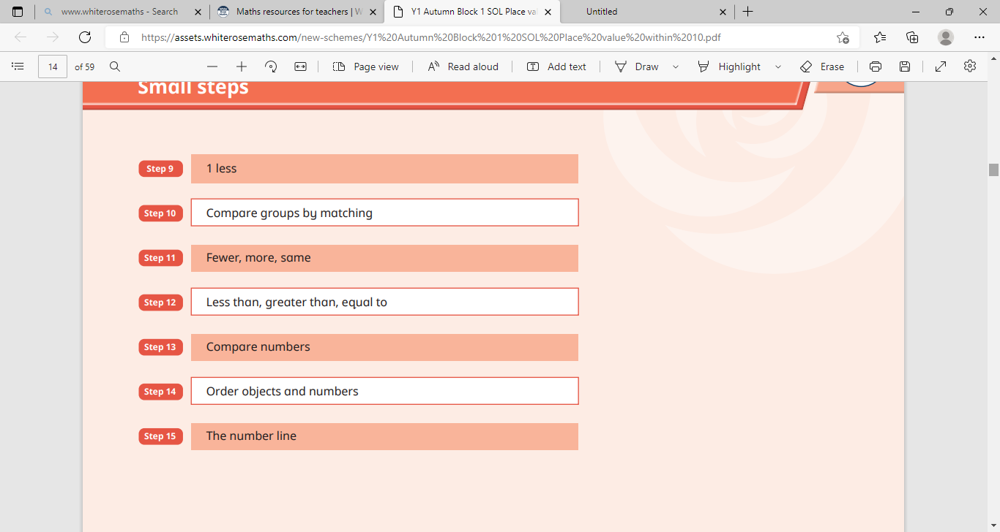 www.whiterosemaths - Search
Maths resources for teachers | W
Y1 Autumn Block 1 SOL Place va
Untitled
https://assets.whiterosemaths.com/new-schemes/Y1%20Autumn%20Block%201%20SOL%20Place%20value%20within%2010.pdf
14 of 59
Page view
Read aloud
Add text
Draw
Highlight
Erase
Small steps
Step 9 1 less
Step 10 Compare groups by matching
Step 11 Fewer, more, same
Step 12 Less than, greater than, equal to
Step 13 Compare numbers
Step 14 Order objects and numbers
Step 15 The number line